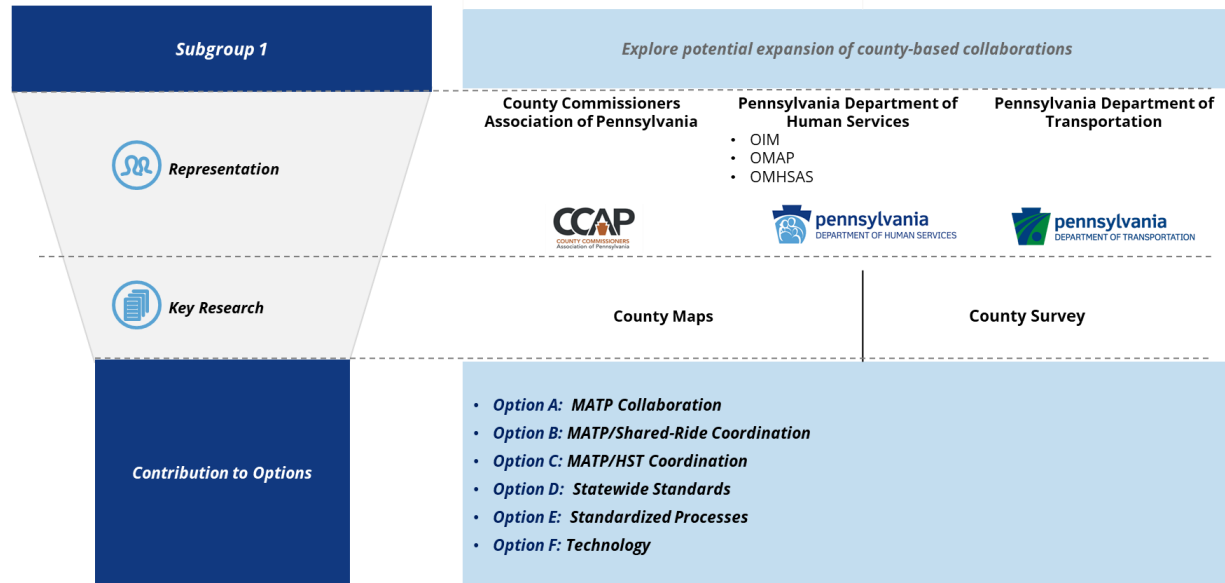 Subgroup 1
Explore potential expansion of county-based collaborations
Representation
County Commissioners
Association of Pennsylvania
Pennsylvania Department of
Human Services
• OIM
• OMAP
• OMHSAS
Pennsylvania Department of
Transportation
CCAP
COUNTY COMMISSIONERS
Association of Pennsylvania
pennsylvania
DEPARTMENT OF HUMAN SERVICES
pennsylvania
DEPARTMENT OF TRANSPORTATION
Key Research
County Maps
County Survey
Contribution to Options
• Option A: MATP Collaboration
• Option B: MATP/Shared-Ride Coordination
• Option C: MATP/HST Coordination
• Option D: Statewide Standards
• Option E: Standardized Processes
• Option F: Technology